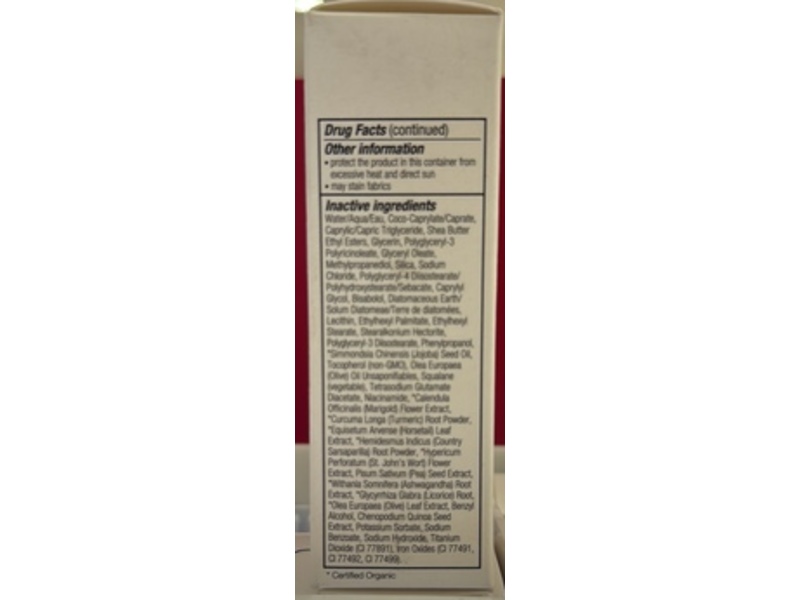 Drug Facts (continued)
Other information
• protect the product in this container from
excessive heat and direct sun
• may stain fabrics
Inactive ingredients
Water/Aqua/Eau, Coco-Caprylate/Caprate,
Caprylic/Capric Triglyceride, Shea Butter
Ethyl Esters, Glycerin, Polyglyceryl-3
Polyricinoleate, Glyceryl Oleate,
Methylpropanediol, Silica, Sodium
Chloride, Polyglyceryl-4 Diisostearate/
Polyhydroxystearate/Sebacate, Caprylyl
Glycol, Bisabolol, Diatomaceous Earth/
Solum Diatomeae/Terre de diatomées,
Lecithin, Ethylhexyl Palmitate, Ethylhexyl
Stearate, Stearalkonium Hectorite,
Polyglyceryl-3 Diisostearate, Phenylpropanol,
*Simmondsia Chinensis (Jojoba) Seed Oil,
Tocopherol (non-GMO), Olea Europaea
(Olive) Oil Unsaponifiables, Squalane
(vegetable), Tetrasodium Glutamate
Diacetate, Niacinamide, *Calendula
Officinalis (Marigold) Flower Extract,
*Curcuma Longa (Turmeric) Root Powder,
*Equisetum Arvense (Horsetail) Leaf
Extract, *Hemidesmus Indicus (Country
Sarsaparilla) Root Powder, *Hypericum
Perforatum (St. John's Wort) Flower
Extract, Pisum Sativum (Pea) Seed Extract,
*Withania Somnifera (Ashwagandha) Root
Extract, *Glycyrrhiza Glabra (Licorice) Root,
*Olea Europaea (Olive) Leaf Extract, Benzyl
Alcohol, Chenopodium Quinoa Seed
Extract, Potassium Sorbate, Sodium
Benzoate, Sodium Hydroxide, Titanium
Dioxide (CI 77891), Iron Oxides (CI 77491,
CI 77492, CI 77499).
* Certified Organic